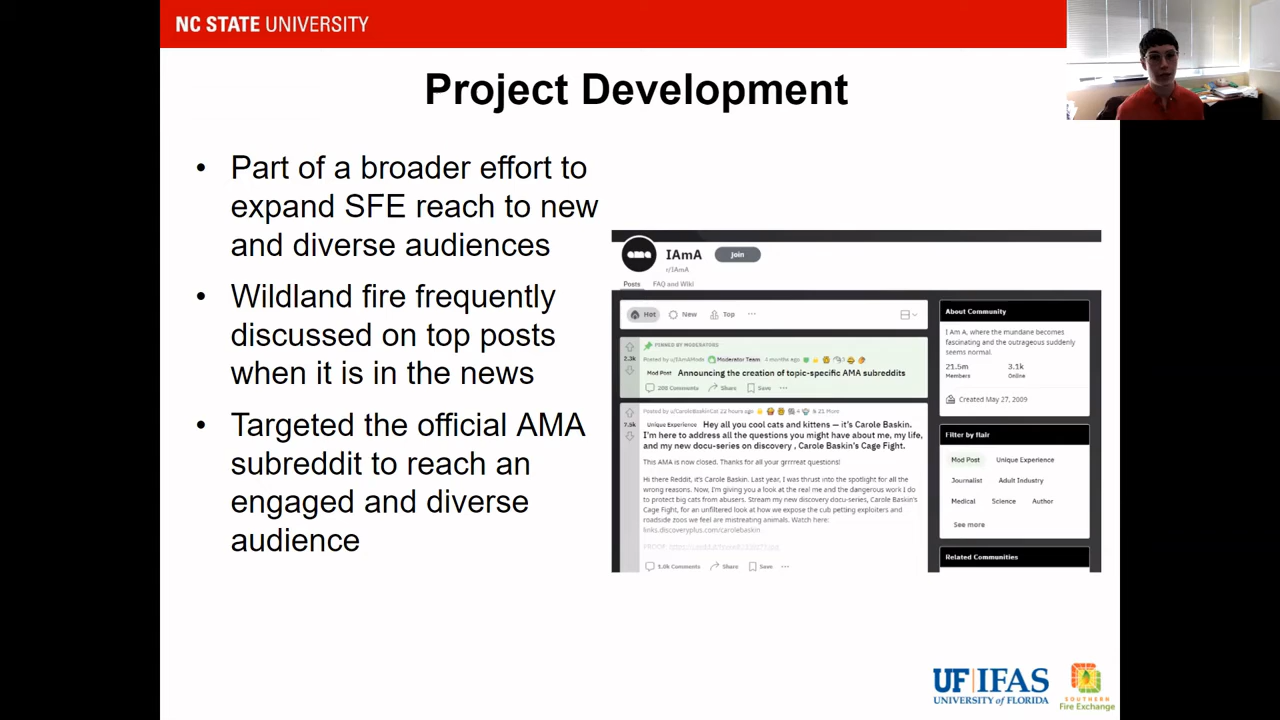 NC STATE UNIVERSITY
Project Development
• Part of a broader effort to
expand SFE reach to new
and diverse audiences
• Wildland fire frequently
discussed on top posts
when it is in the news
• Targeted the official AMA
subreddit to reach an
engaged and diverse
audience
ama
IAmA
Join
r/IAmA
Posts
FAQ and Wiki
Hot
New
Top
PINNED BY MODERATORS
2.3k
Posted by u/IAmAMods Moderator Team 4 months ago
Mod Post Announcing the creation of topic-specific AMA subreddits
208 Comments Share Save
Posted by u/CaroleBaskinCat 22 hours ago & 21 More
7.5k
Unique Experience Hey all you cool cats and kittens — it's Carole Baskin.
I'm here to address all the questions you might have about me, my life,
and my new docu-series on discovery , Carole Baskin's Cage Fight.
This AMA is now closed. Thanks for all your grrrreat questions!
Hi there Reddit, it's Carole Baskin. Last year, I was thrust into the spotlight for all the
wrong reasons. Now, I'm giving you a look at the real me and the dangerous work I do
to protect big cats from abusers. Stream my new discovery docu-series, Carole Baskin's
Cage Fight, for an unfiltered look at how we expose the cub petting exploiters and
roadside zoos we feel are mistreating animals. Watch here:
links.discoveryplus.com/carolebaskin
PROOF:
1.0k Comments Share Save
About Community
I Am A, where the mundane becomes
fascinating and the outrageous suddenly
seems normal.
21.5m 3.1k
Members Online
Created May 27, 2009
Filter by flair
Mod Post Unique Experience
Journalist Adult Industry
Medical Science Author
See more
Related Communities
UF IFAS
UNIVERSITY of FLORIDA
SOUTHERN
Fire Exchange